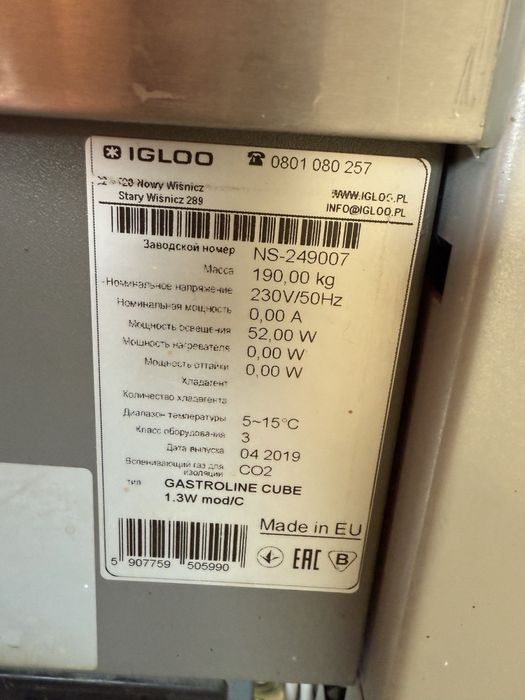 IGLOO 0801 080 257
Nowy Wiśnicz
Stary Wiśnicz 289
WWW.IGLOO.PL
INFO@IGLOO.PL
Заводской номер NS-249007
Масса 190,00 kg
Номинальное напряжение 230V/50Hz
Номинальная мощность 0,00 A
Мощность освещения 52,00 W
Мощность нагревателя 0,00 W
Мощность оттайки 0,00 W
Хладагент
Количество хладагента
Диапазон температуры 5~15°C
Класс оборудования 3
Дата выпуска 04 2019
Вспенивающий газ для изоляции CO2
тип GASTROLINE CUBE
1.3W mod/C
Made in EU
5 907759 505990
EAC B